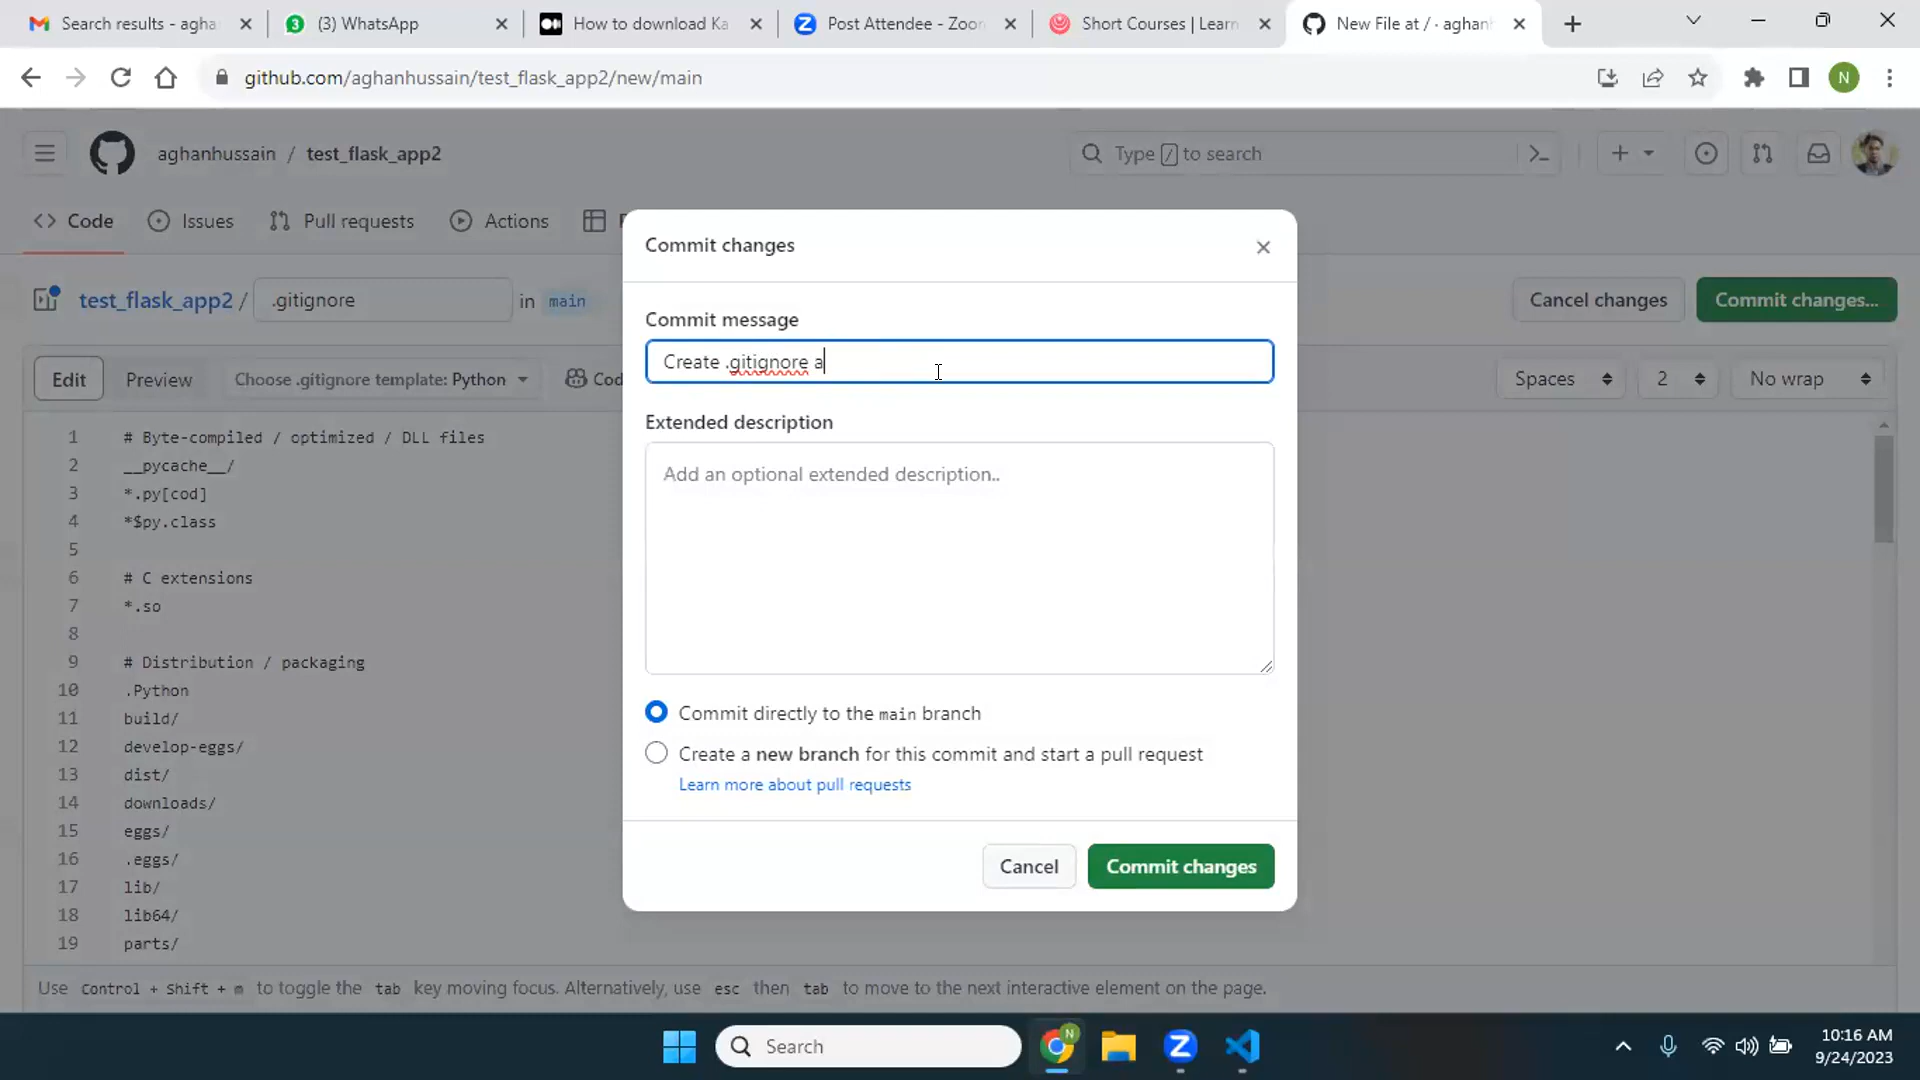 Search results - agha
(3) WhatsApp
How to download Ka
Post Attendee - Zoo
Short Courses | Learn
New File at / · aghanh
github.com/aghanhussain/test_flask_app2/new/main
N
aghanhussain / test_flask_app2
Type / to search
Code
Issues
Pull requests
Actions
Commit changes
test_flask_app2 / .gitignore in main
Cancel changes
Commit changes...
Commit message
Create .gitignore a
Edit
Preview
Choose .gitignore template: Python
Cod
Spaces
2
No wrap
Extended description
Add an optional extended description..
1 # Byte-compiled / optimized / DLL files
2 __pycache__/
3 *.py[cod]
4 *$py.class
5
6 # C extensions
7 *.so
8
9 # Distribution / packaging
10 .Python
11 build/
12 develop-eggs/
13 dist/
14 downloads/
15 eggs/
16 .eggs/
17 lib/
18 lib64/
19 parts/
Commit directly to the main branch
Create a new branch for this commit and start a pull request
Learn more about pull requests
Cancel
Commit changes
Use Control + Shift + m to toggle the tab key moving focus. Alternatively, use esc then tab to move to the next interactive element on the page.
Search
10:16 AM
9/24/2023